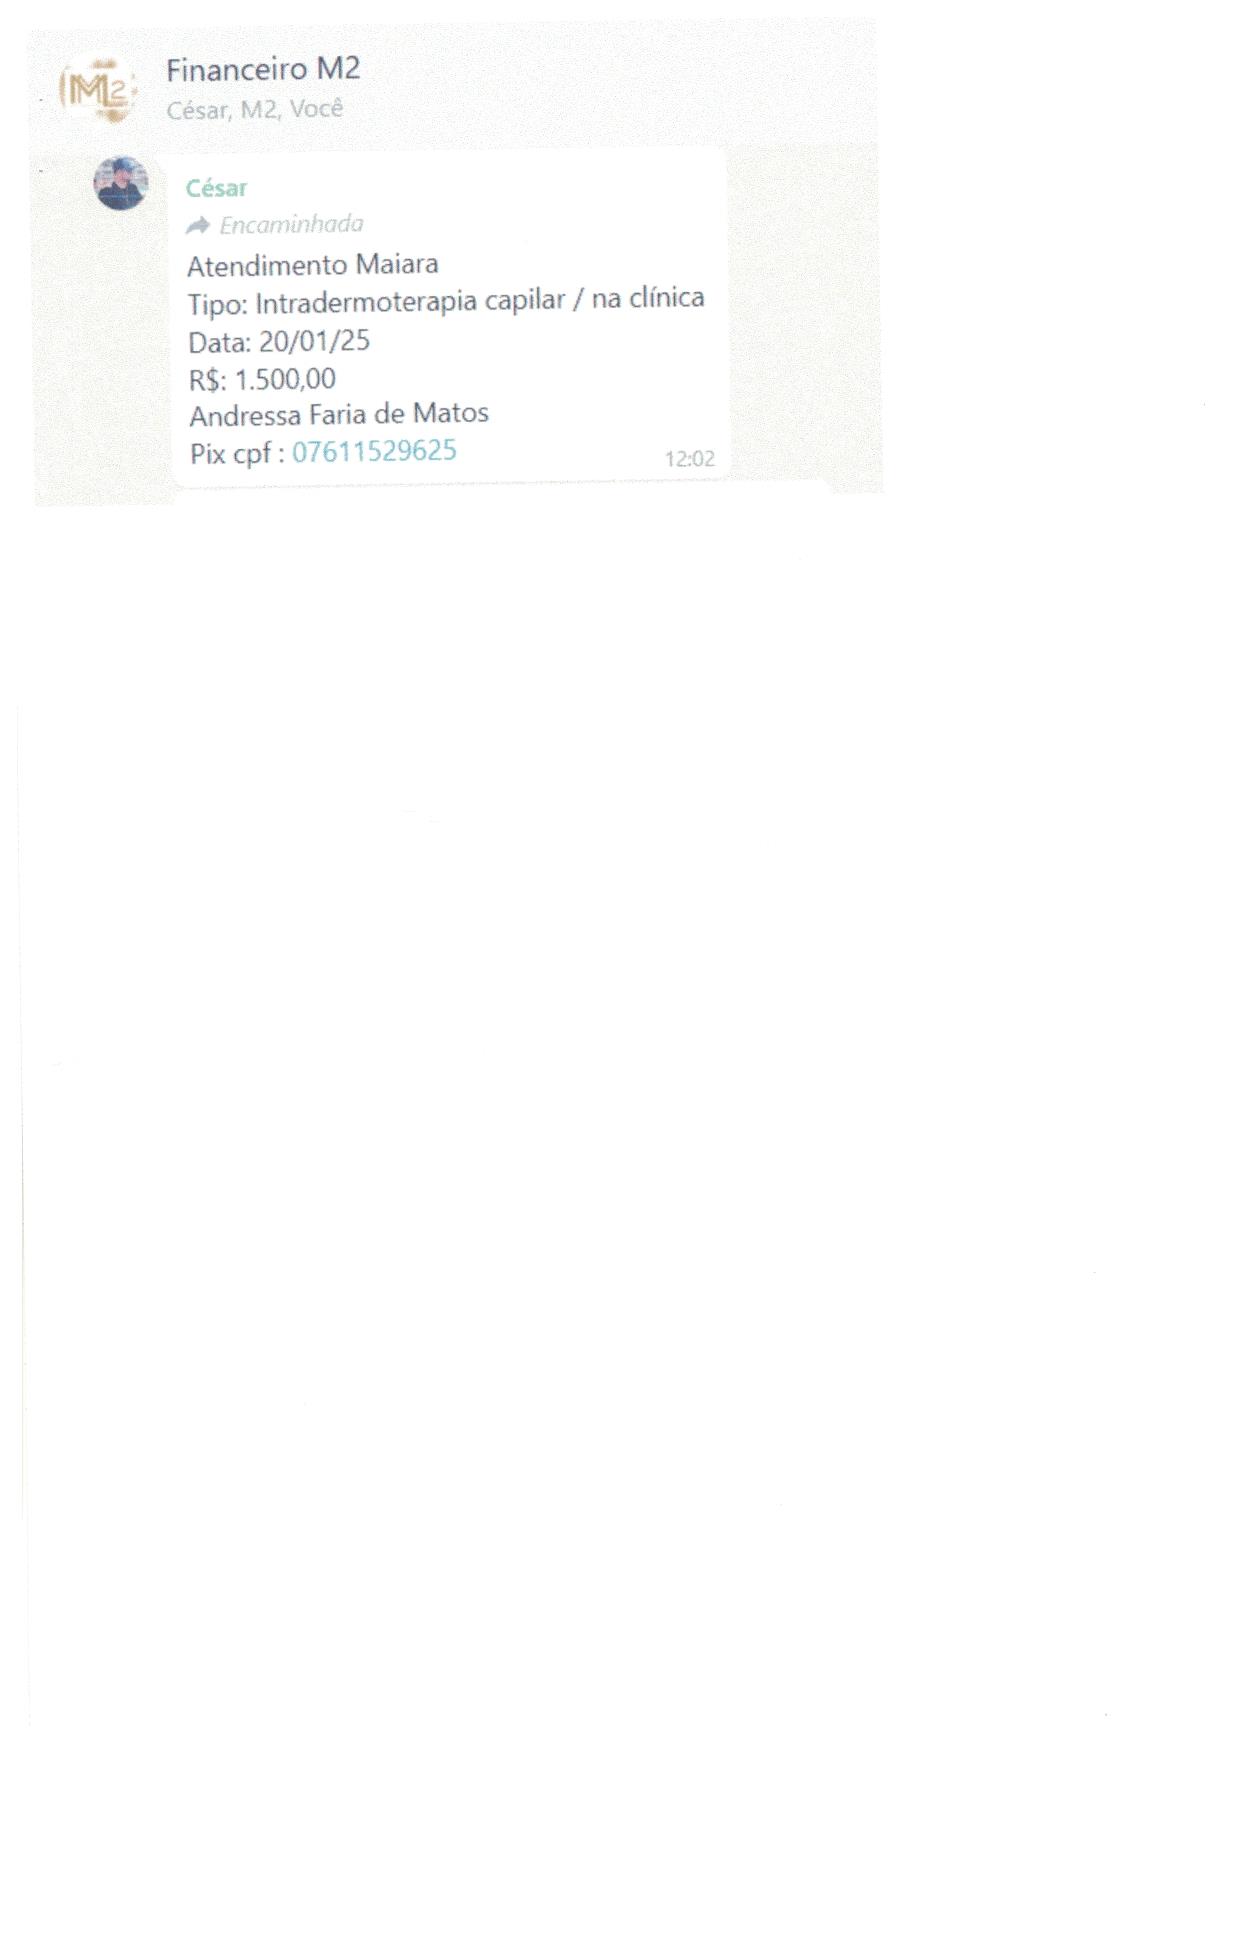 M2
Financeiro M2
César, M2, Você
César
Encaminhada
Atendimento Maiara
Tipo: Intradermoterapia capilar / na clínica
Data: 20/01/25
R$: 1.500,00
Andressa Faria de Matos
Pix cpf : 07611529625
12:02